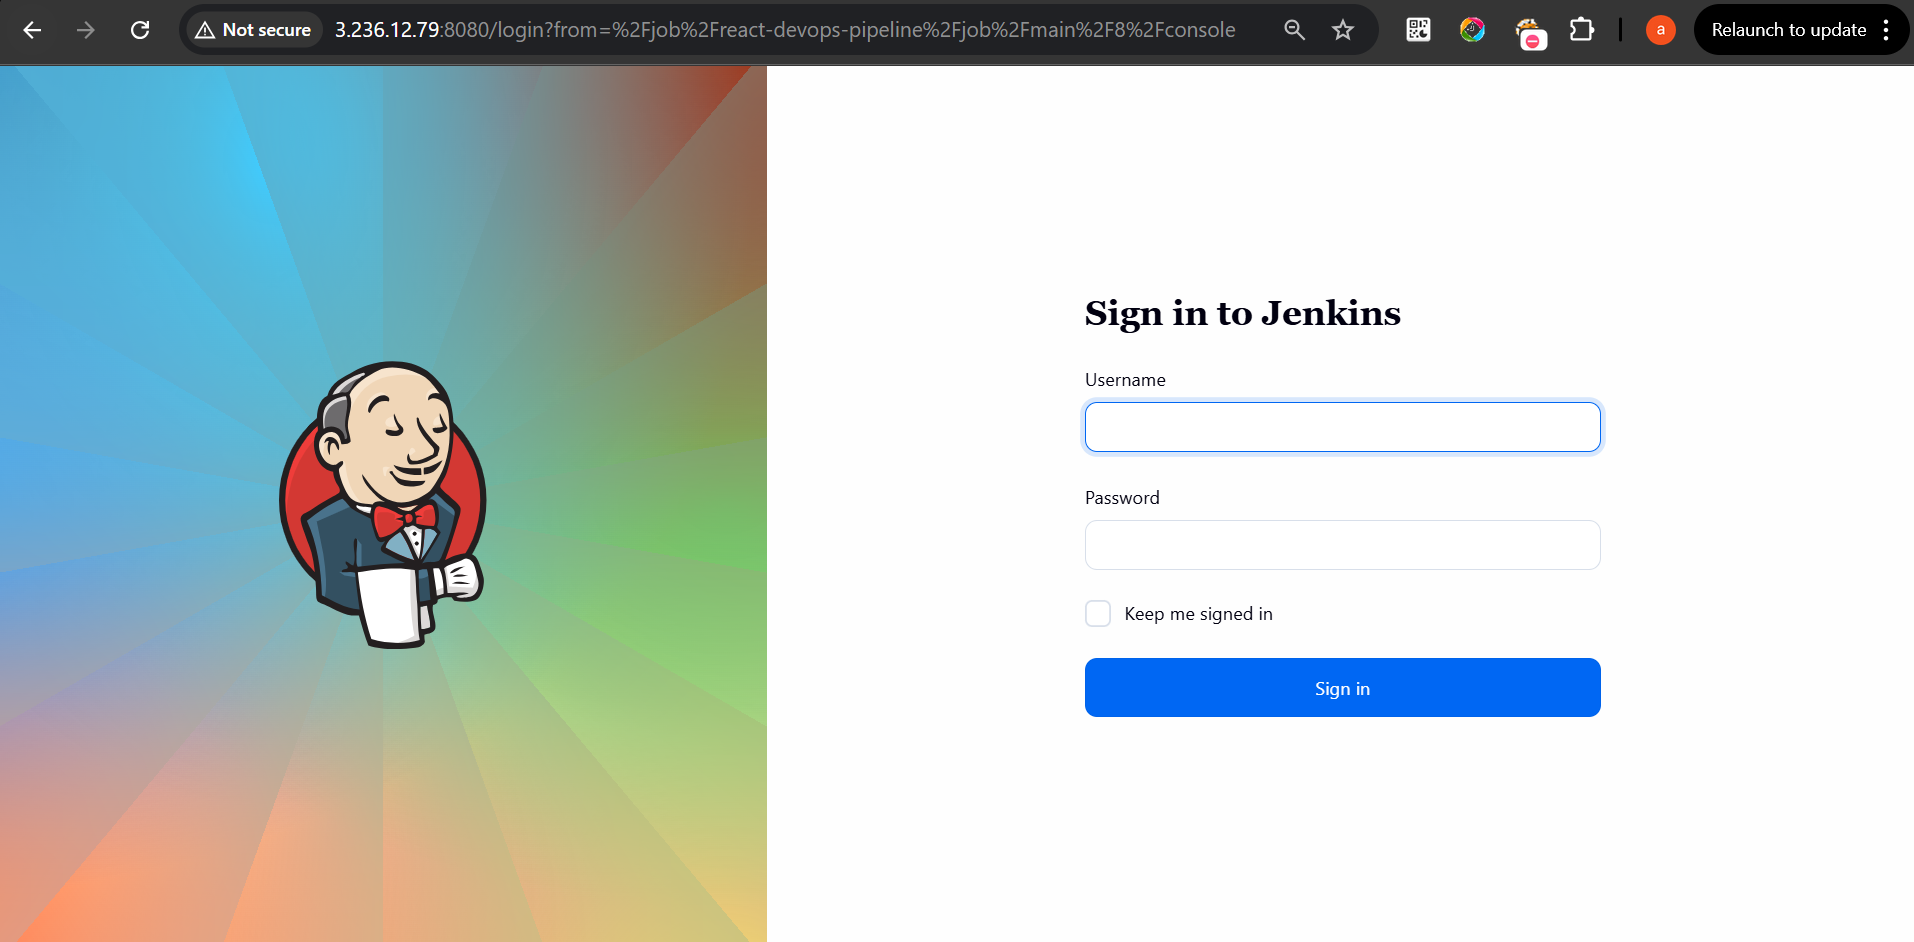 Not secure
3.236.12.79:8080/login?from=%2Fjob%2Freact-devops-pipeline%2Fjob%2Fmain%2F8%2Fconsole
a
Relaunch to update
Sign in to Jenkins
Username
Password
Keep me signed in
Sign in